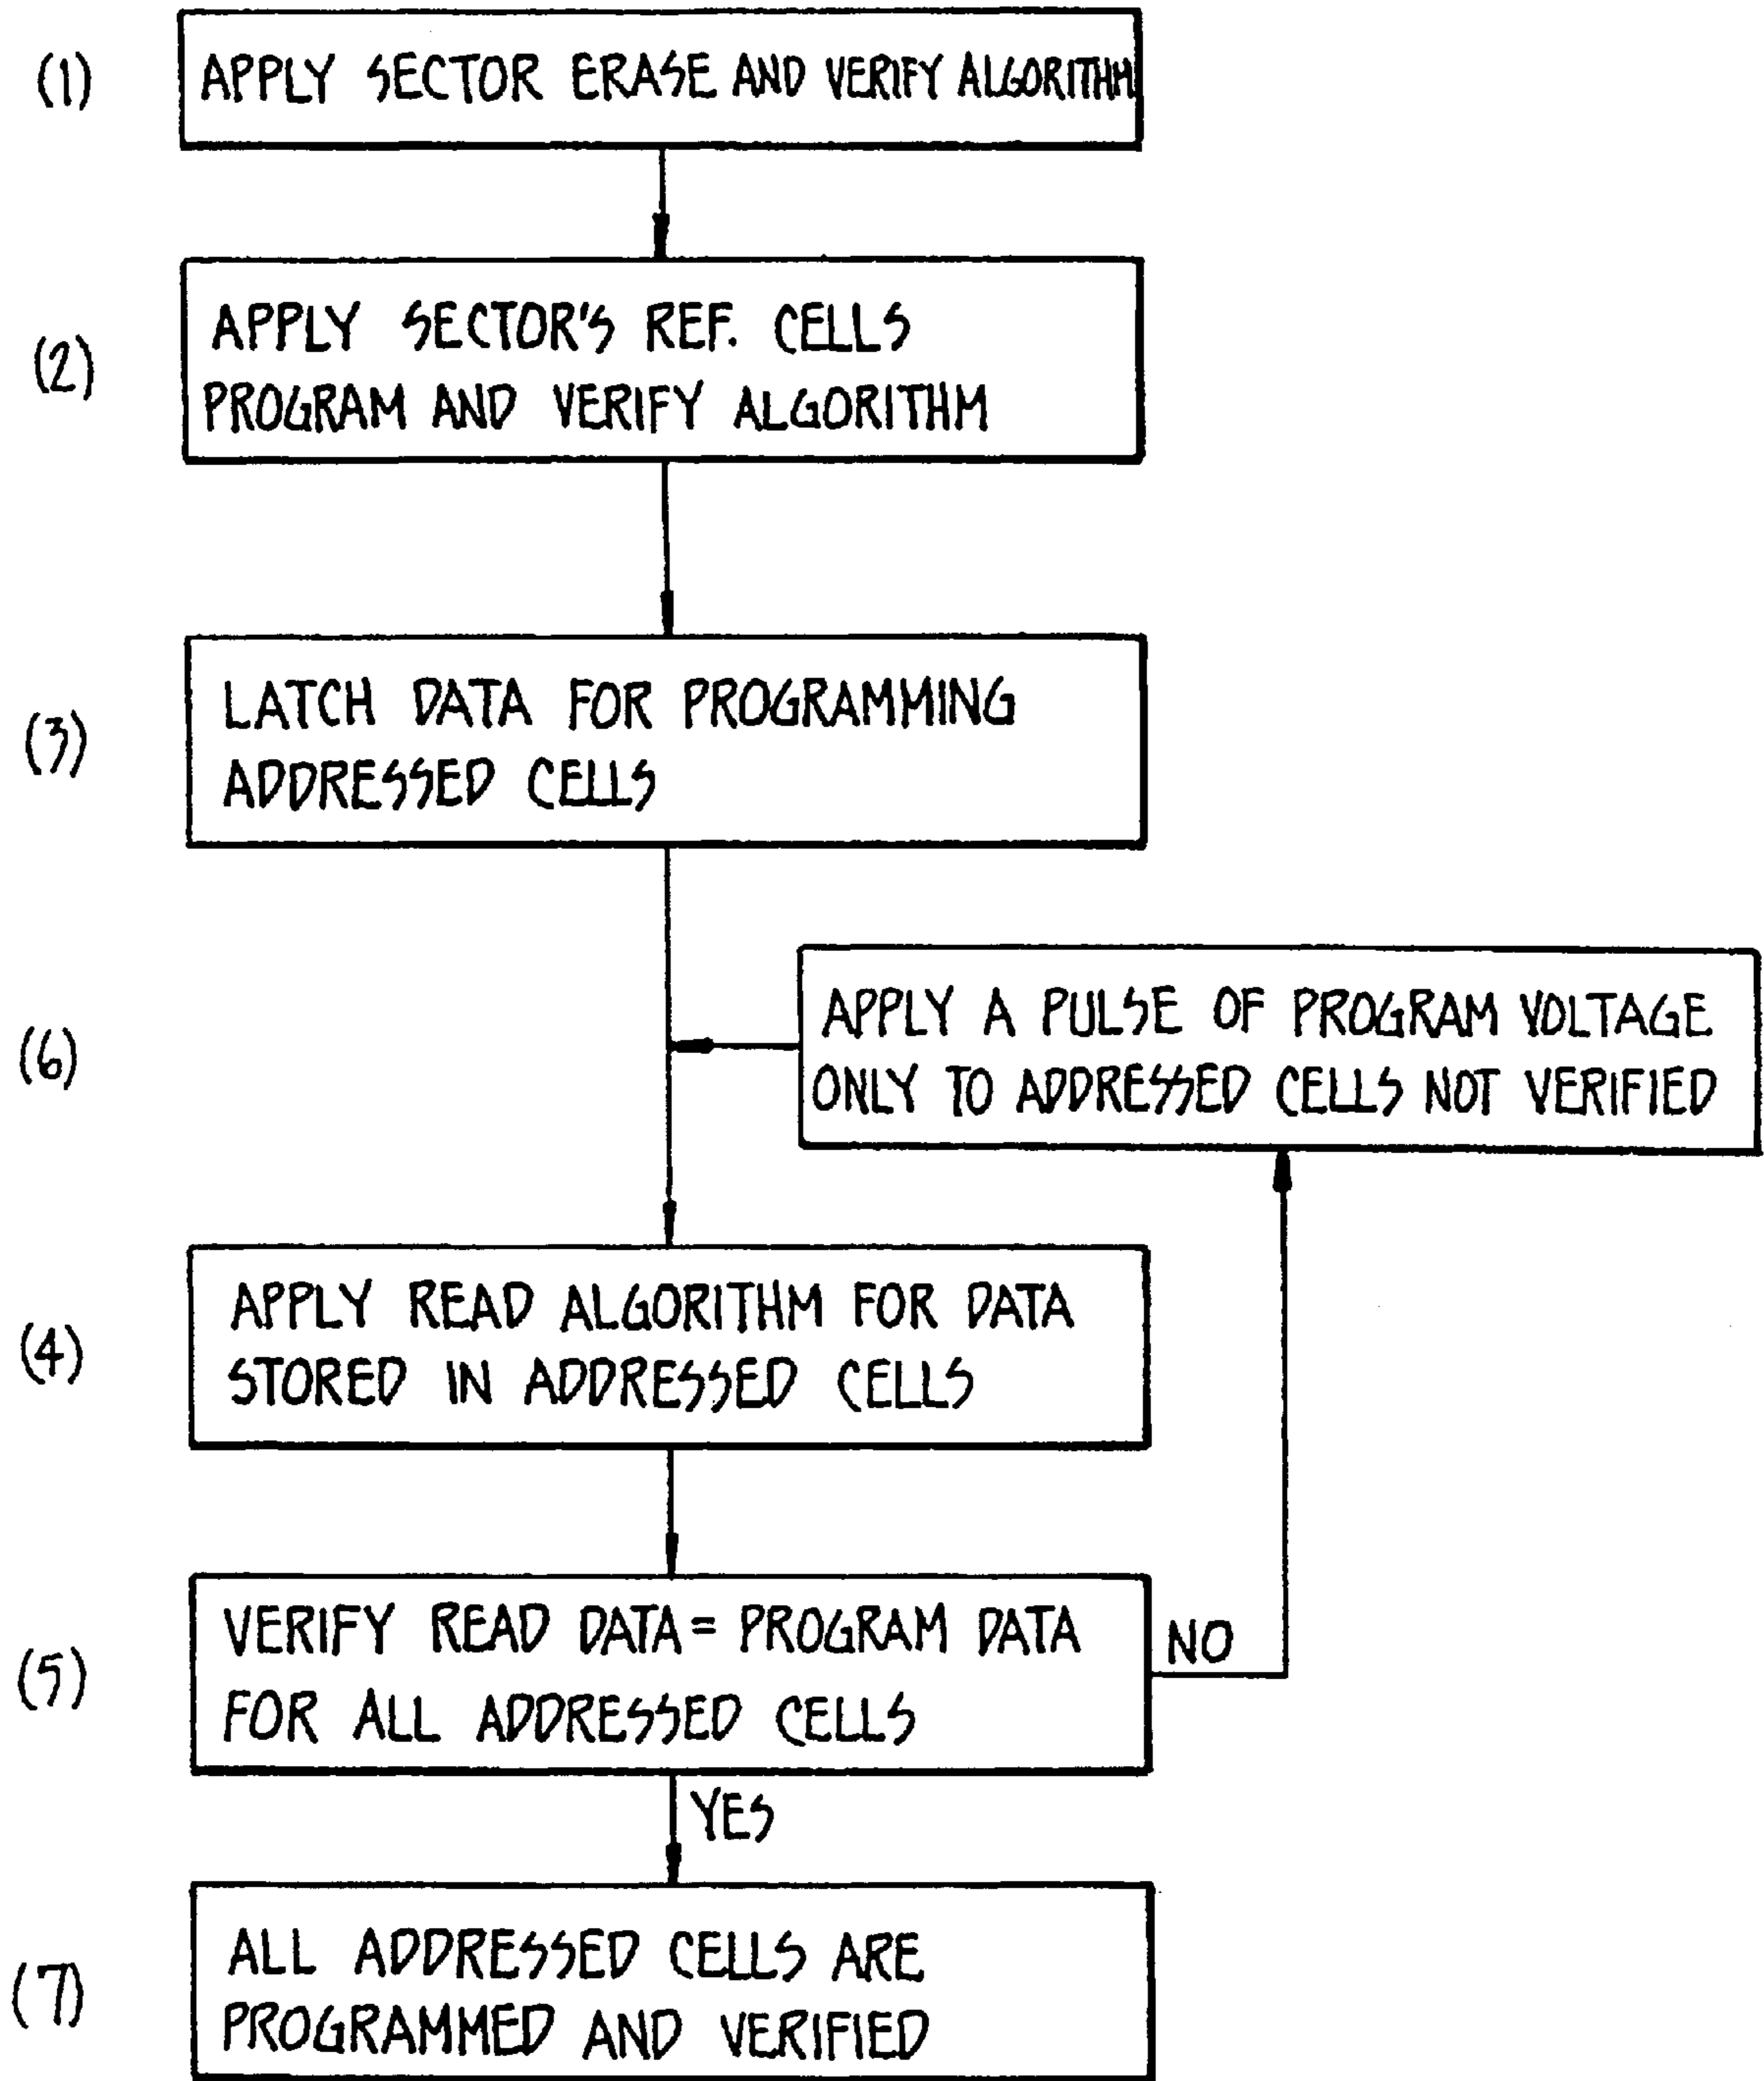 (1)
APPLY SECTOR ERASE AND VERIFY ALGORITHM
(2)
APPLY SECTOR'S REF. CELLS
PROGRAM AND VERIFY ALGORITHM
(3)
LATCH DATA FOR PROGRAMMING
ADDRESSED CELLS
(6)
APPLY A PULSE OF PROGRAM VOLTAGE
ONLY TO ADDRESSED CELLS NOT VERIFIED
(4)
APPLY READ ALGORITHM FOR DATA
STORED IN ADDRESSED CELLS
(5)
VERIFY READ DATA = PROGRAM DATA
FOR ALL ADDRESSED CELLS
NO
YES
(7)
ALL ADDRESSED CELLS ARE
PROGRAMMED AND VERIFIED